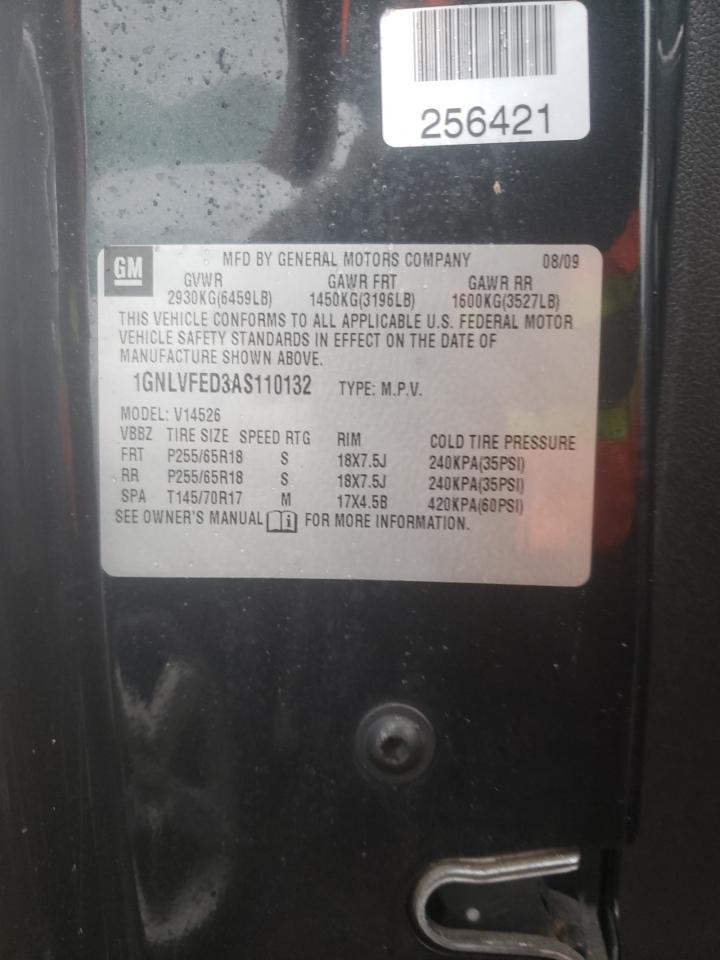 256421
GM
MFD BY GENERAL MOTORS COMPANY 08/09
GVWR GAWR FRT GAWR RR
2930KG(6459LB) 1450KG(3196LB) 1600KG(3527LB)
THIS VEHICLE CONFORMS TO ALL APPLICABLE U.S. FEDERAL MOTOR
VEHICLE SAFETY STANDARDS IN EFFECT ON THE DATE OF
MANUFACTURE SHOWN ABOVE.
1GNLVFED3AS110132 TYPE: M.P.V.
MODEL: V14526
VBBZ TIRE SIZE SPEED RTG RIM COLD TIRE PRESSURE
FRT P255/65R18 S 18X7.5J 240KPA(35PSI)
RR P255/65R18 S 18X7.5J 240KPA(35PSI)
SPA T145/70R17 M 17X4.5B 420KPA(60PSI)
SEE OWNER'S MANUAL i FOR MORE INFORMATION.